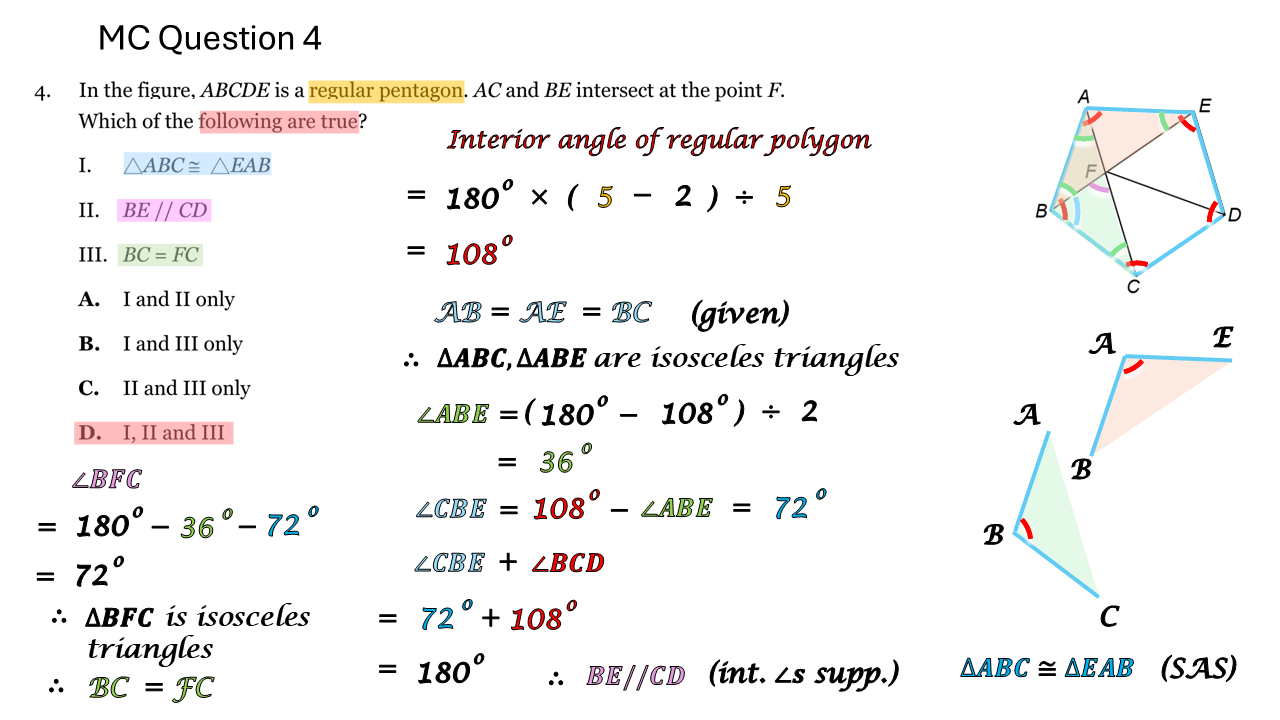 MC Question 4
4. In the figure, ABCDE is a regular pentagon. AC and BE intersect at the point F.
Which of the following are true?
I. △ABC ≅ △EAB
II. BE // CD
III. BC = FC
A. I and II only
B. I and III only
C. II and III only
D. I, II and III
∠BFC
= 180° − 36° − 72°
= 72°
∴ ΔBFC is isosceles
triangles
∴ BC = FC
Interior angle of regular polygon
= 180° × ( 5 − 2 ) ÷ 5
= 108°
AB = AE = BC (given)
∴ ΔABC, ΔABE are isosceles triangles
∠ABE = ( 180° − 108° ) ÷ 2
= 36°
∠CBE = 108° − ∠ABE = 72°
∠CBE + ∠BCD
= 72° + 108°
= 180° ∴ BE//CD (int. ∠s supp.)
A
E
F
B
D
C
A
E
B
A
B
C
ΔABC ≅ ΔEAB (SAS)